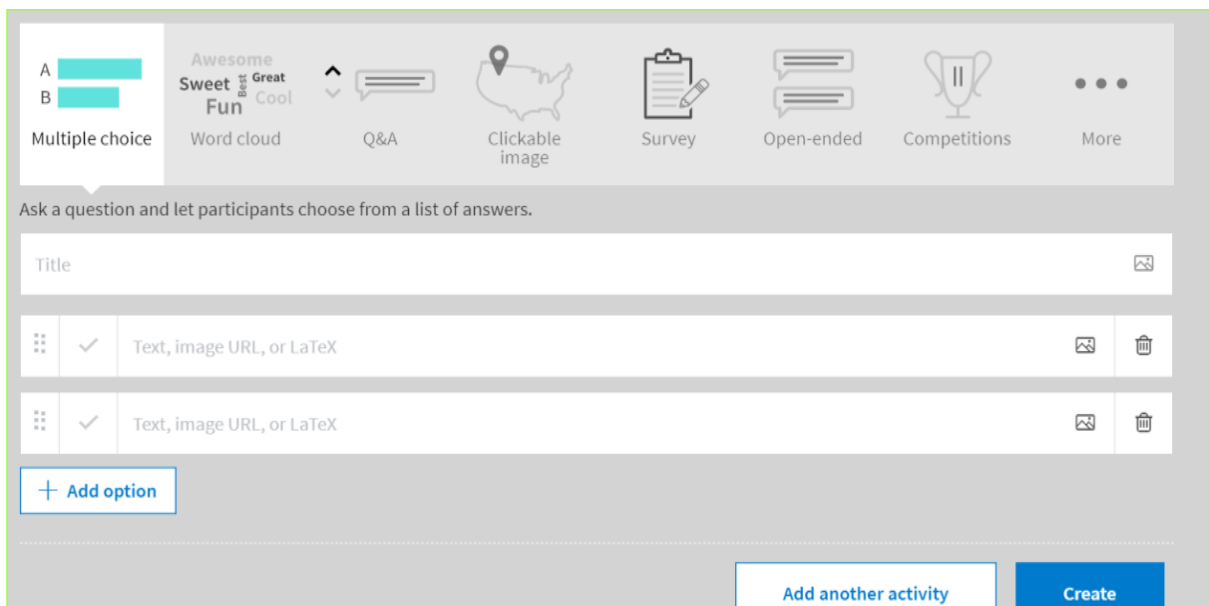 A
B
Multiple choice
Awesome
Sweet Best Great
Fun Cool
Word cloud
Q&A
Clickable
image
Survey
Open-ended
Competitions
More
Ask a question and let participants choose from a list of answers.
Title
Text, image URL, or LaTeX
Text, image URL, or LaTeX
Add option
Add another activity
Create